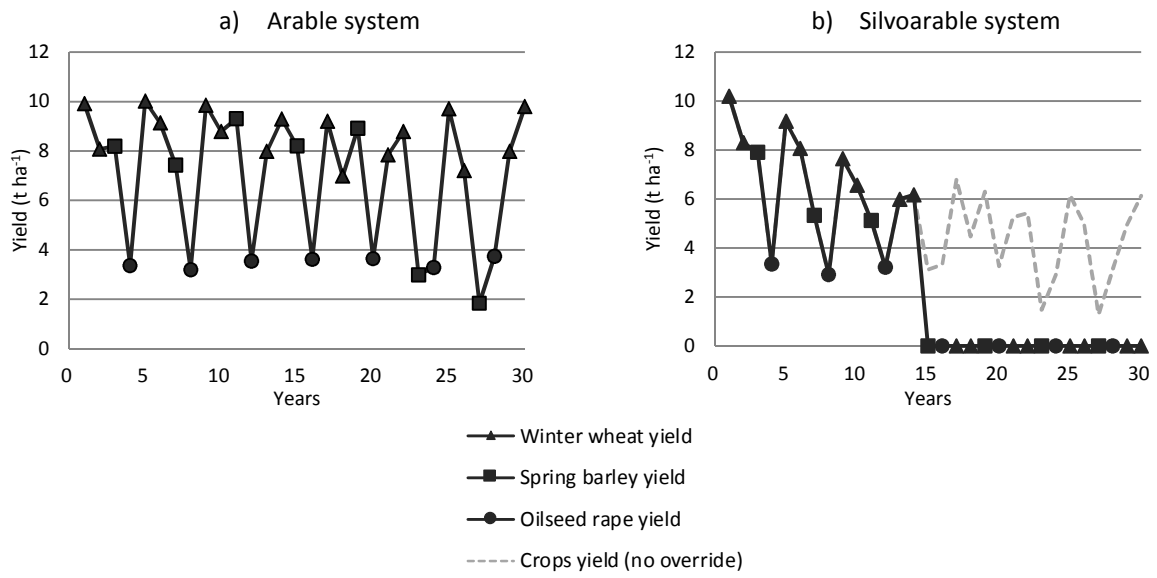 a) Arable system
12
10
8
6
4
2
0
Yield (t ha⁻¹)
0 5 10 15 20 25 30
Years
b) Silvoarable system
12
10
8
6
4
2
0
Yield (t ha⁻¹)
0 5 10 15 20 25 30
Years
Winter wheat yield
Spring barley yield
Oilseed rape yield
Crops yield (no override)